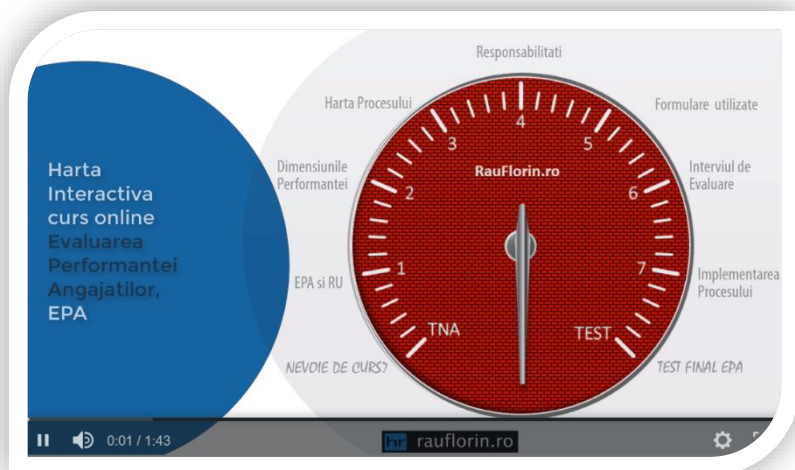 Harta
Interactiva
curs online
Evaluarea
Performantei
Angajatilor,
EPA
Responsabilitati
Harta Procesului
Formulare utilizate
Dimensiunile
Performantei
Interviul de
Evaluare
EPA si RU
Implementarea
Procesului
NEVOIE DE CURS?
TEST FINAL EPA
RauFlorin.ro
TNA
1
2
3
4
5
6
7
TEST
0:01 / 1:43
hr rauflorin.ro